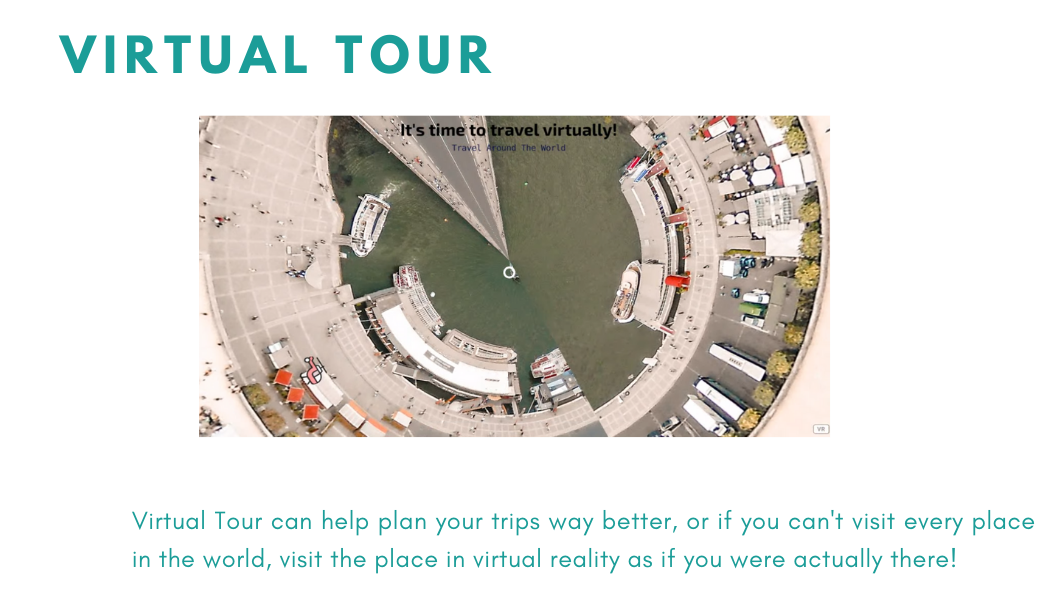 VIRTUAL TOUR
It's time to travel virtually!
Travel Around The World
VR
Virtual Tour can help plan your trips way better, or if you can't visit every place
in the world, visit the place in virtual reality as if you were actually there!